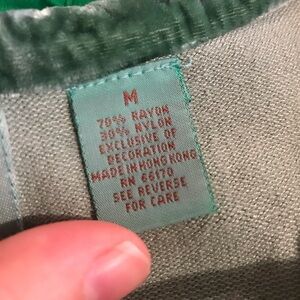 M
70% RAYON
30% NYLON
EXCLUSIVE OF
DECORATION
MADE IN HONG KONG
RN 66170
SEE REVERSE
FOR CARE